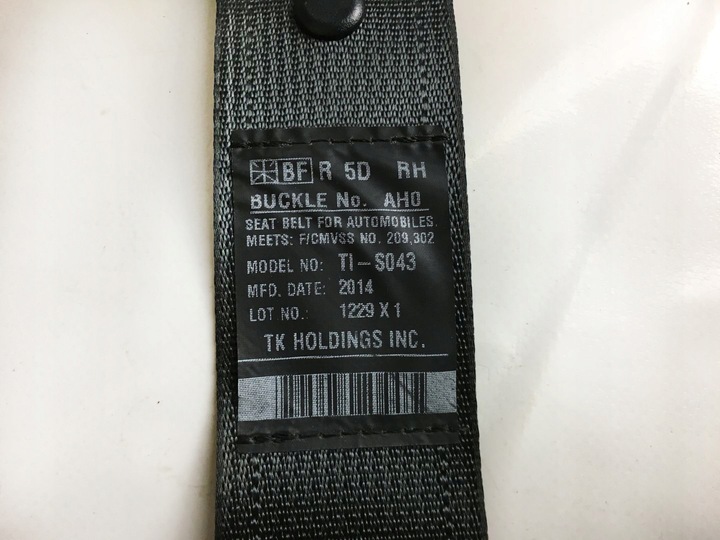 BF R 5D RH
BUCKLE No. AH0
SEAT BELT FOR AUTOMOBILES.
MEETS: F/CMVSS NO. 209,302
MODEL NO: TI-S043
MFD. DATE: 2014
LOT NO.: 1229 X 1
TK HOLDINGS INC.